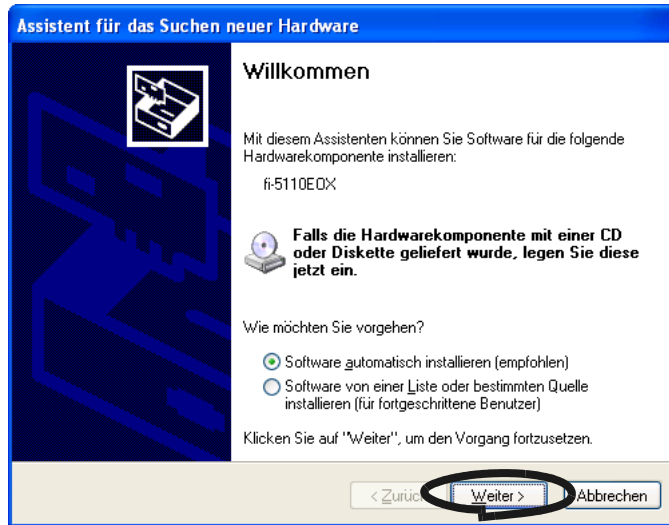 Assistent für das Suchen neuer Hardware
Willkommen
Mit diesem Assistenten können Sie Software für die folgende
Hardwarekomponente installieren:
fi-5110EOX
Falls die Hardwarekomponente mit einer CD
oder Diskette geliefert wurde, legen Sie diese
jetzt ein.
Wie möchten Sie vorgehen?
Software automatisch installieren (empfohlen)
Software von einer Liste oder bestimmten Quelle
installieren (für fortgeschrittene Benutzer)
Klicken Sie auf "Weiter", um den Vorgang fortzusetzen.
< Zurück Weiter > Abbrechen